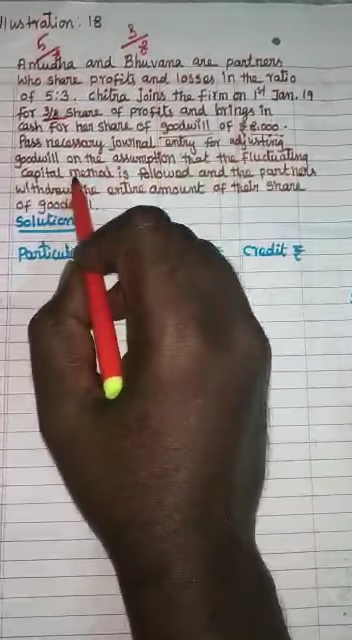 Illustration: 18
5/8 3/8
Anudha and Bhuvana are partners
who share profits and losses in the ratio
of 5:3. Chitra joins the firm on 1st Jan. 19
for 3/8 share of profits and brings in
cash for her share of goodwill of ₹ 8,000.
Pass necessary journal entry for adjusting
goodwill on the assumption that the fluctuating
capital method is followed and the partners
withdraw the entire amount of their share
of
Solution
Credit ₹